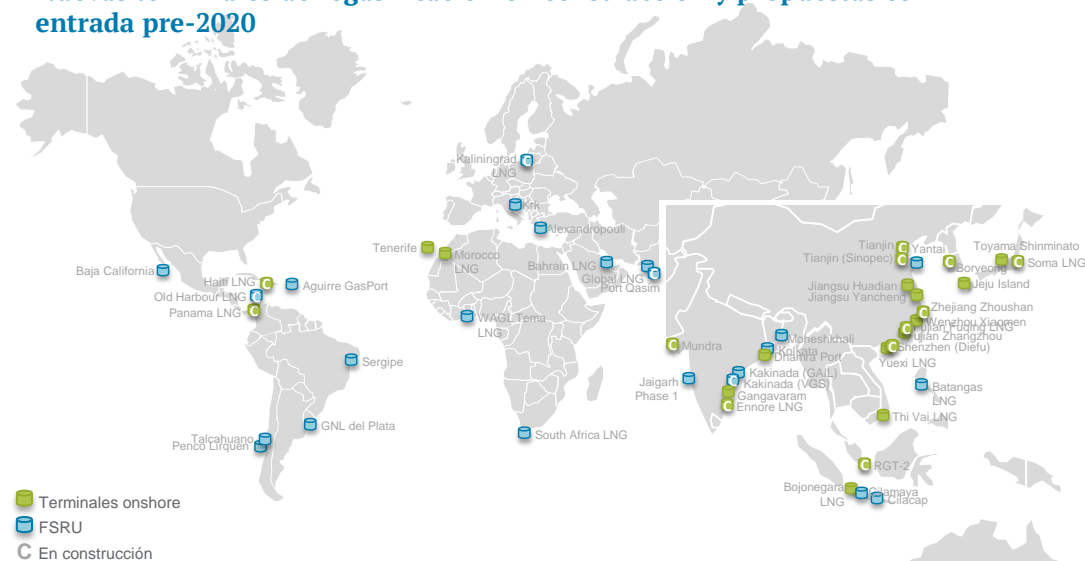 entrada pre-2020
Kaliningrad
LNG
Krk
Alexandropouli
Tenerife
Morocco
LNG
Bahrain LNG
Global LNG
Port Qasim
Baja California
Haití LNG
Old Harbour LNG
Aguirre GasPort
Panama LNG
WAGL Tema
LNG
Sergipe
GNL del Plata
Talcahuano
Penco Lirquen
South Africa LNG
Tianjin
Yantai
Tianjin (Sinopec)
Toyama Shinminato
Boryeong
Soma LNG
Jiangsu Huadian
Jiangsu Yancheng
Jeju Island
Zhejiang Zhoushan
Wenzhou Xiaomen
Fujian Fuqing LNG
Fujian Zhangzhou
Shenzhen (Diefu)
Yuexi LNG
Mundra
Moheshkhali
Kolkata
Dhamra Port
Jaigarh
Phase 1
Kakinada (GAIL)
Kakinada (VGS)
Gangavaram
Ennore LNG
Batangas
LNG
Thi Vai LNG
RGT-2
Bojonegara
LNG
Cilamaya
Cilacap
Terminales onshore
FSRU
C En construcción